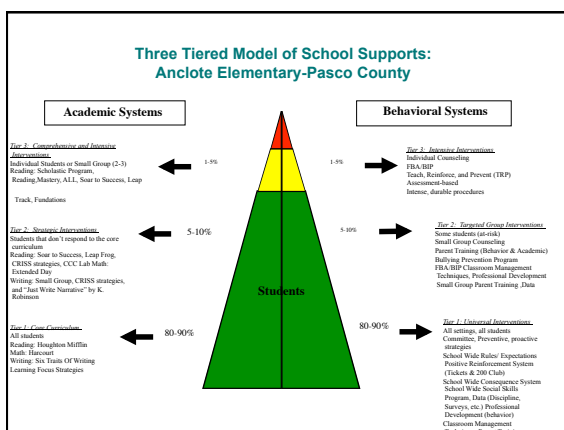 Three Tiered Model of School Supports:
Anclote Elementary-Pasco County
Academic Systems
Tier 3: Comprehensive and Intensive
Interventions
Individual Students or Small Group (2-3)
Reading: Scholastic Program,
Reading,Mastery, ALL, Soar to Success, Leap
Track, Fundations
1-5%
Tier 2: Strategic Interventions
Students that don't respond to the core
curriculum
Reading: Soar to Success, Leap Frog,
CRISS strategies, CCC Lab Math:
Extended Day
Writing: Small Group, CRISS strategies,
and "Just Write Narrative" by K.
Robinson
5-10%
Tier 1: Core Curriculum
All students
Reading: Houghton Mifflin
Math: Harcourt
Writing: Six Traits Of Writing
Learning Focus Strategies
80-90%
Students
Behavioral Systems
1-5%
Tier 3: Intensive Interventions
Individual Counseling
FBA/BIP
Teach, Reinforce, and Prevent (TRP)
Assessment-based
Intense, durable procedures
5-10%
Tier 2: Targeted Group Interventions
Some students (at-risk)
Small Group Counseling
Parent Training (Behavior & Academic)
Bullying Prevention Program
FBA/BIP Classroom Management
Techniques, Professional Development
Small Group Parent Training ,Data
80-90%
Tier 1: Universal Interventions
All settings, all students
Committee, Preventive, proactive
strategies
School Wide Rules/ Expectations
Positive Reinforcement System
(Tickets & 200 Club)
School Wide Consequence System
School Wide Social Skills
Program, Data (Discipline,
Surveys, etc.) Professional
Development (behavior)
Classroom Management